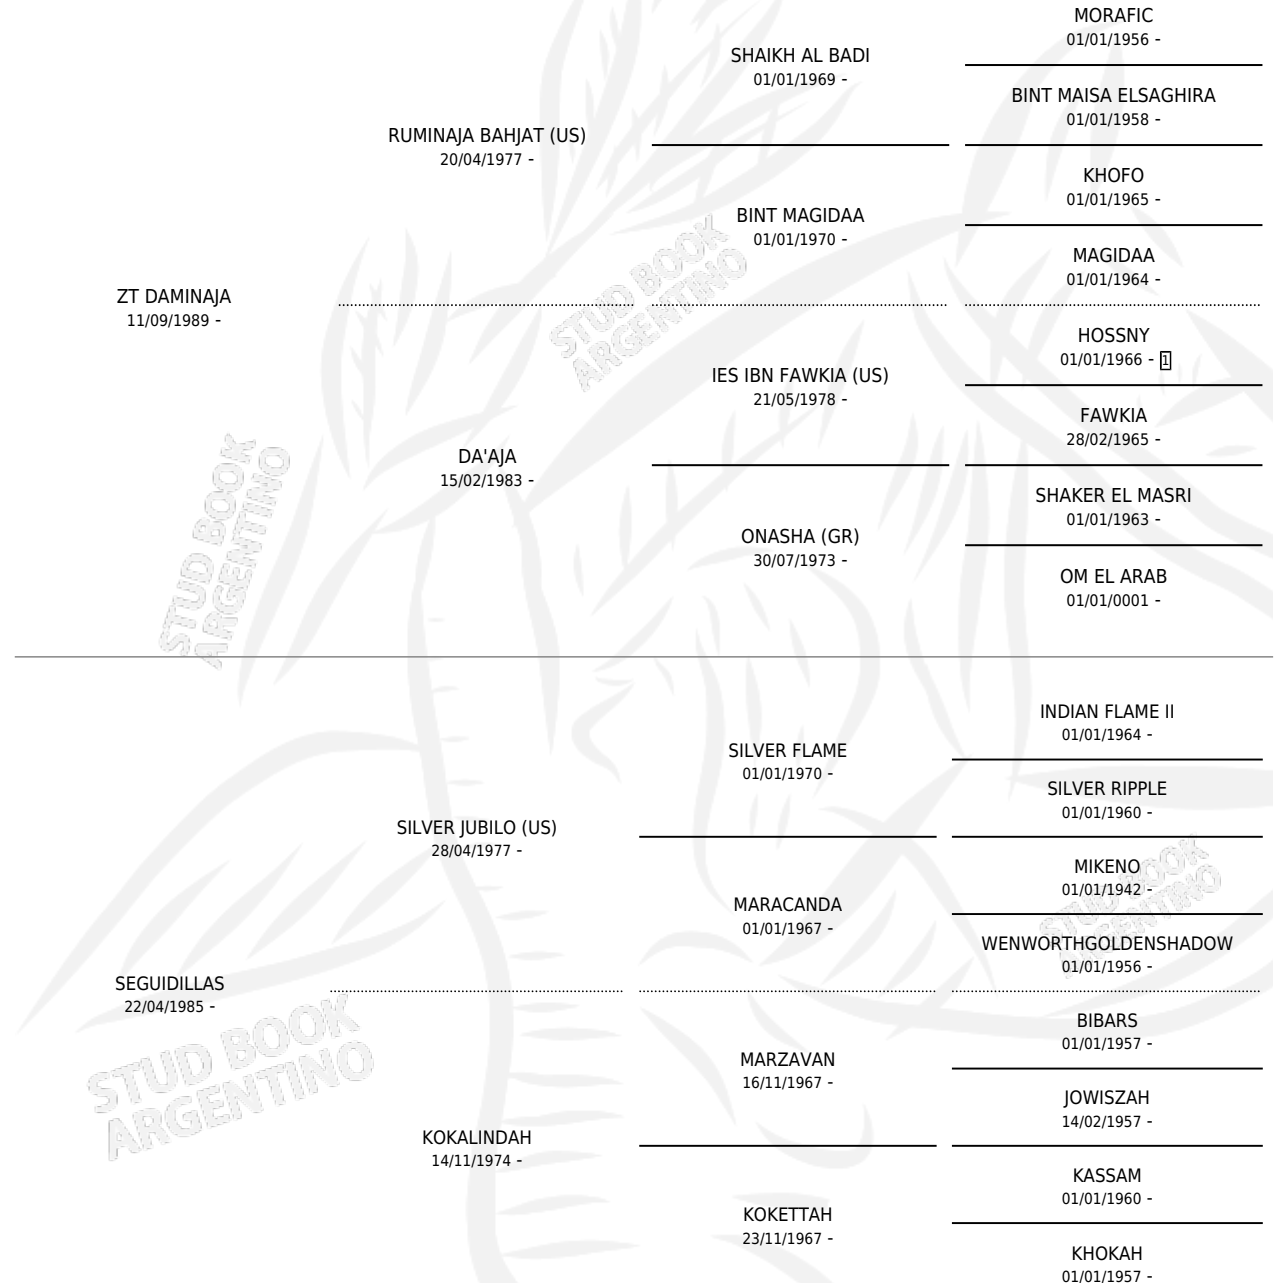 MORAFIC
01/01/1956 -
SHAIKH AL BADI
01/01/1969 -
BINT MAISA ELSAGHIRA
01/01/1958 -
RUMINAJA BAHJAT (US)
20/04/1977 -
KHOFO
01/01/1965 -
BINT MAGIDAA
01/01/1970 -
MAGIDAA
01/01/1964 -
ZT DAMINAJA
11/09/1989 -
HOSSNY
01/01/1966 - 1
IES IBN FAWKIA (US)
21/05/1978 -
FAWKIA
28/02/1965 -
DA'AJA
15/02/1983 -
SHAKER EL MASRI
01/01/1963 -
ONASHA (GR)
30/07/1973 -
OM EL ARAB
01/01/0001 -
INDIAN FLAME II
01/01/1964 -
SILVER FLAME
01/01/1970 -
SILVER RIPPLE
01/01/1960 -
SILVER JUBILO (US)
28/04/1977 -
MIKENO
01/01/1942 -
MARACANDA
01/01/1967 -
WENWORTHGOLDENSHADOW
01/01/1956 -
SEGUIDILLAS
22/04/1985 -
BIBARS
01/01/1957 -
MARZAVAN
16/11/1967 -
JOWISZAH
14/02/1957 -
KOKALINDAH
14/11/1974 -
KASSAM
01/01/1960 -
KOKETTAH
23/11/1967 -
KHOKAH
01/01/1957 -
STUD BOOK
ARGENTINO
STUD BOOK
ARGENTINO
STUD BOOK
ARGENTINO
STUD BOOK
ARGENTINO